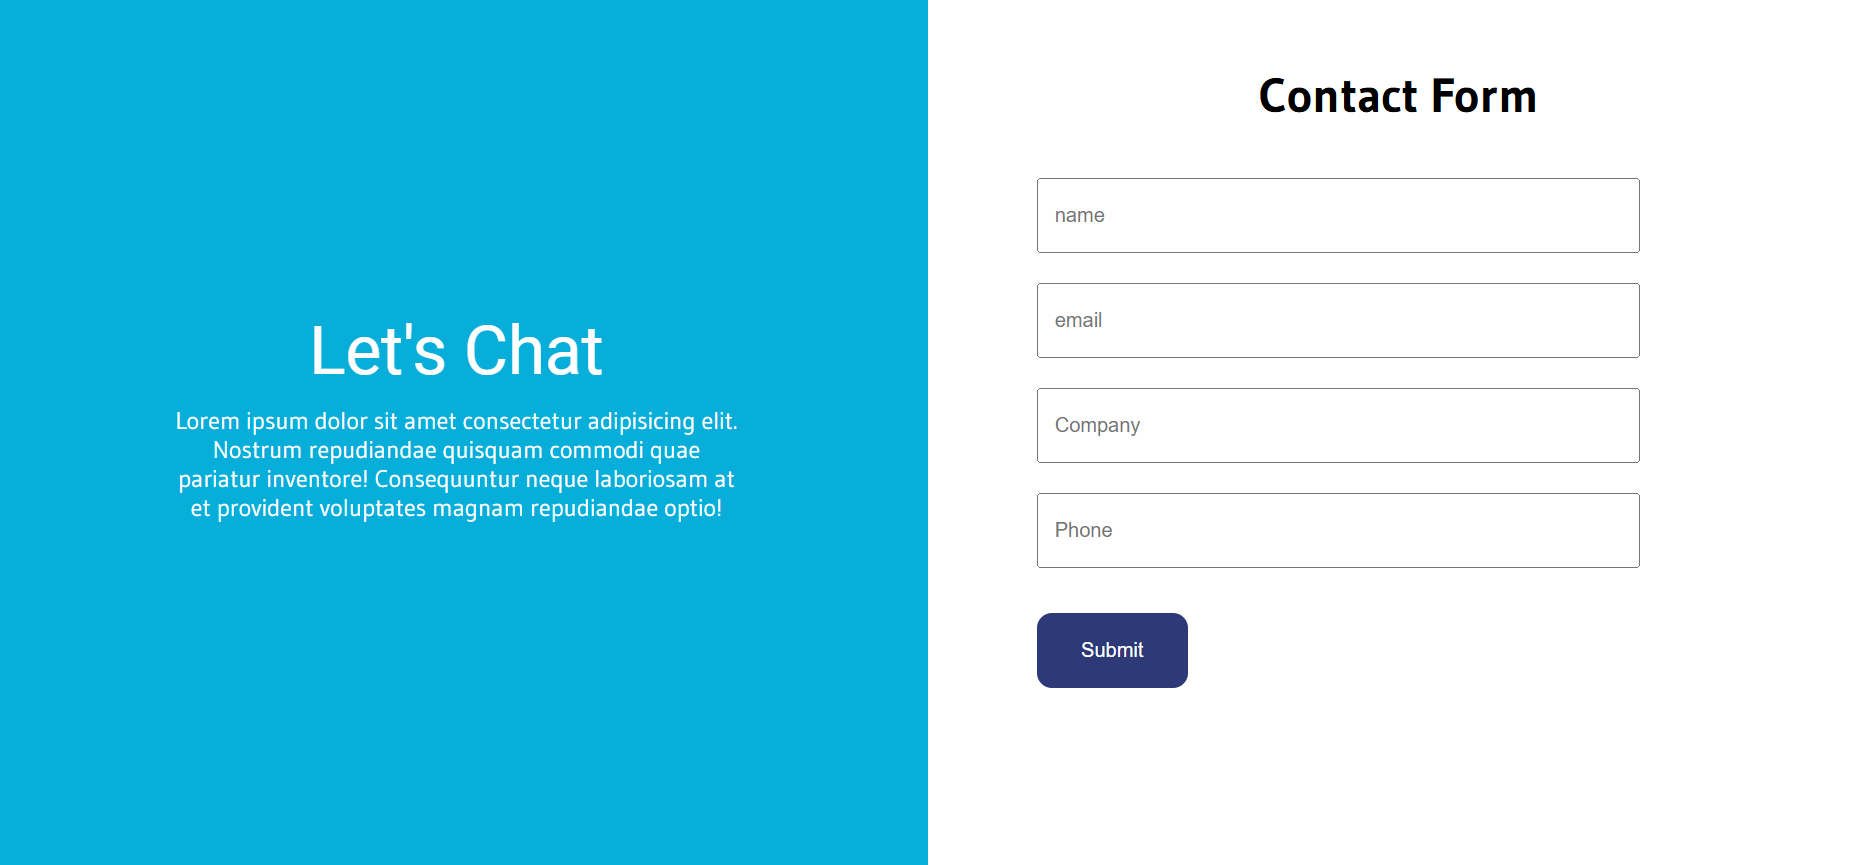 Let's Chat
Lorem ipsum dolor sit amet consectetur adipisicing elit.
Nostrum repudiandae quisquam commodi quae
pariatur inventore! Consequuntur neque laboriosam at
et provident voluptates magnam repudiandae optio!
Contact Form
name
email
Company
Phone
Submit